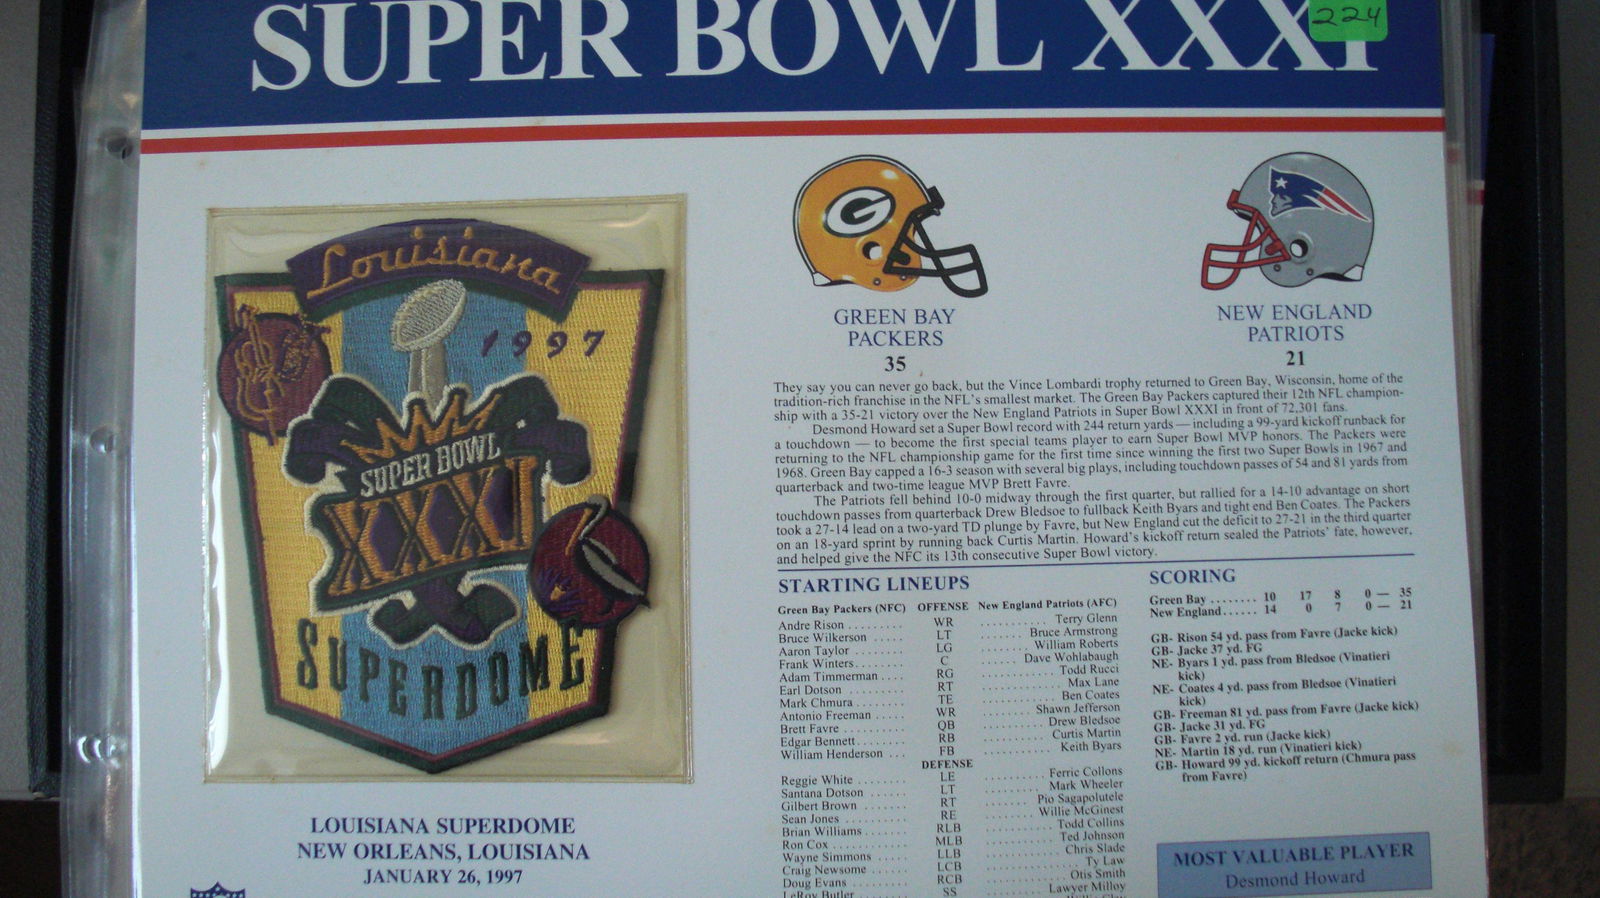 SUPER BOWL XXXI
224
Louisiana
1997
SUPER BOWL
XXXI
SUPERDOME
LOUISIANA SUPERDOME
NEW ORLEANS, LOUISIANA
JANUARY 26, 1997
G
GREEN BAY
PACKERS
35
NEW ENGLAND
PATRIOTS
21
They say you can never go back, but the Vince Lombardi trophy returned to Green Bay, Wisconsin, home of the
tradition-rich franchise in the NFL's smallest market. The Green Bay Packers captured their 12th NFL champion-
ship with a 35-21 victory over the New England Patriots in Super Bowl XXXI in front of 72,301 fans.
Desmond Howard set a Super Bowl record with 244 return yards — including a 99-yard kickoff runback for
a touchdown — to become the first special teams player to earn Super Bowl MVP honors. The Packers were
returning to the NFL championship game for the first time since winning the first two Super Bowls in 1967 and
1968. Green Bay capped a 16-3 season with several big plays, including touchdown passes of 54 and 81 yards from
quarterback and two-time league MVP Brett Favre.
The Patriots fell behind 10-0 midway through the first quarter, but rallied for a 14-10 advantage on short
touchdown passes from quarterback Drew Bledsoe to fullback Keith Byars and tight end Ben Coates. The Packers
took a 27-14 lead on a two-yard TD plunge by Favre, but New England cut the deficit to 27-21 in the third quarter
on an 18-yard sprint by running back Curtis Martin. Howard's kickoff return sealed the Patriots' fate, however,
and helped give the NFC its 13th consecutive Super Bowl victory.
STARTING LINEUPS
Green Bay Packers (NFC) OFFENSE New England Patriots (AFC)
Andre Rison WR Terry Glenn
Bruce Wilkerson LT Bruce Armstrong
Aaron Taylor LG William Roberts
Frank Winters C Dave Wohlabaugh
Adam Timmerman RG Todd Rucci
Earl Dotson RT Max Lane
Mark Chmura TE Ben Coates
Antonio Freeman WR Shawn Jefferson
Brett Favre QB Drew Bledsoe
Edgar Bennett RB Curtis Martin
William Henderson FB Keith Byars
DEFENSE
Reggie White LE Ferric Collons
Santana Dotson LT Mark Wheeler
Gilbert Brown RT Pio Sagapolutele
Sean Jones RE Willie McGinest
Brian Williams RLB Todd Collins
Ron Cox MLB Ted Johnson
Wayne Simmons LLB Chris Slade
Craig Newsome LCB Ty Law
Doug Evans RCB Otis Smith
LeRoy Butler SS Lawyer Milloy
SCORING
Green Bay ........ 10 17 8 0 — 35
New England...... 14 0 7 0 — 21
GB- Rison 54 yd. pass from Favre (Jacke kick)
GB- Jacke 37 yd. FG
NE- Byars 1 yd. pass from Bledsoe (Vinatieri
kick)
NE- Coates 4 yd. pass from Bledsoe (Vinatieri
kick)
GB- Freeman 81 yd. pass from Favre (Jacke kick)
GB- Jacke 31 yd. FG
GB- Favre 2 yd. run (Jacke kick)
NE- Martin 18 yd. run (Vinatieri kick)
GB- Howard 99 yd. kickoff return (Chmura pass
from Favre)
MOST VALUABLE PLAYER
Desmond Howard